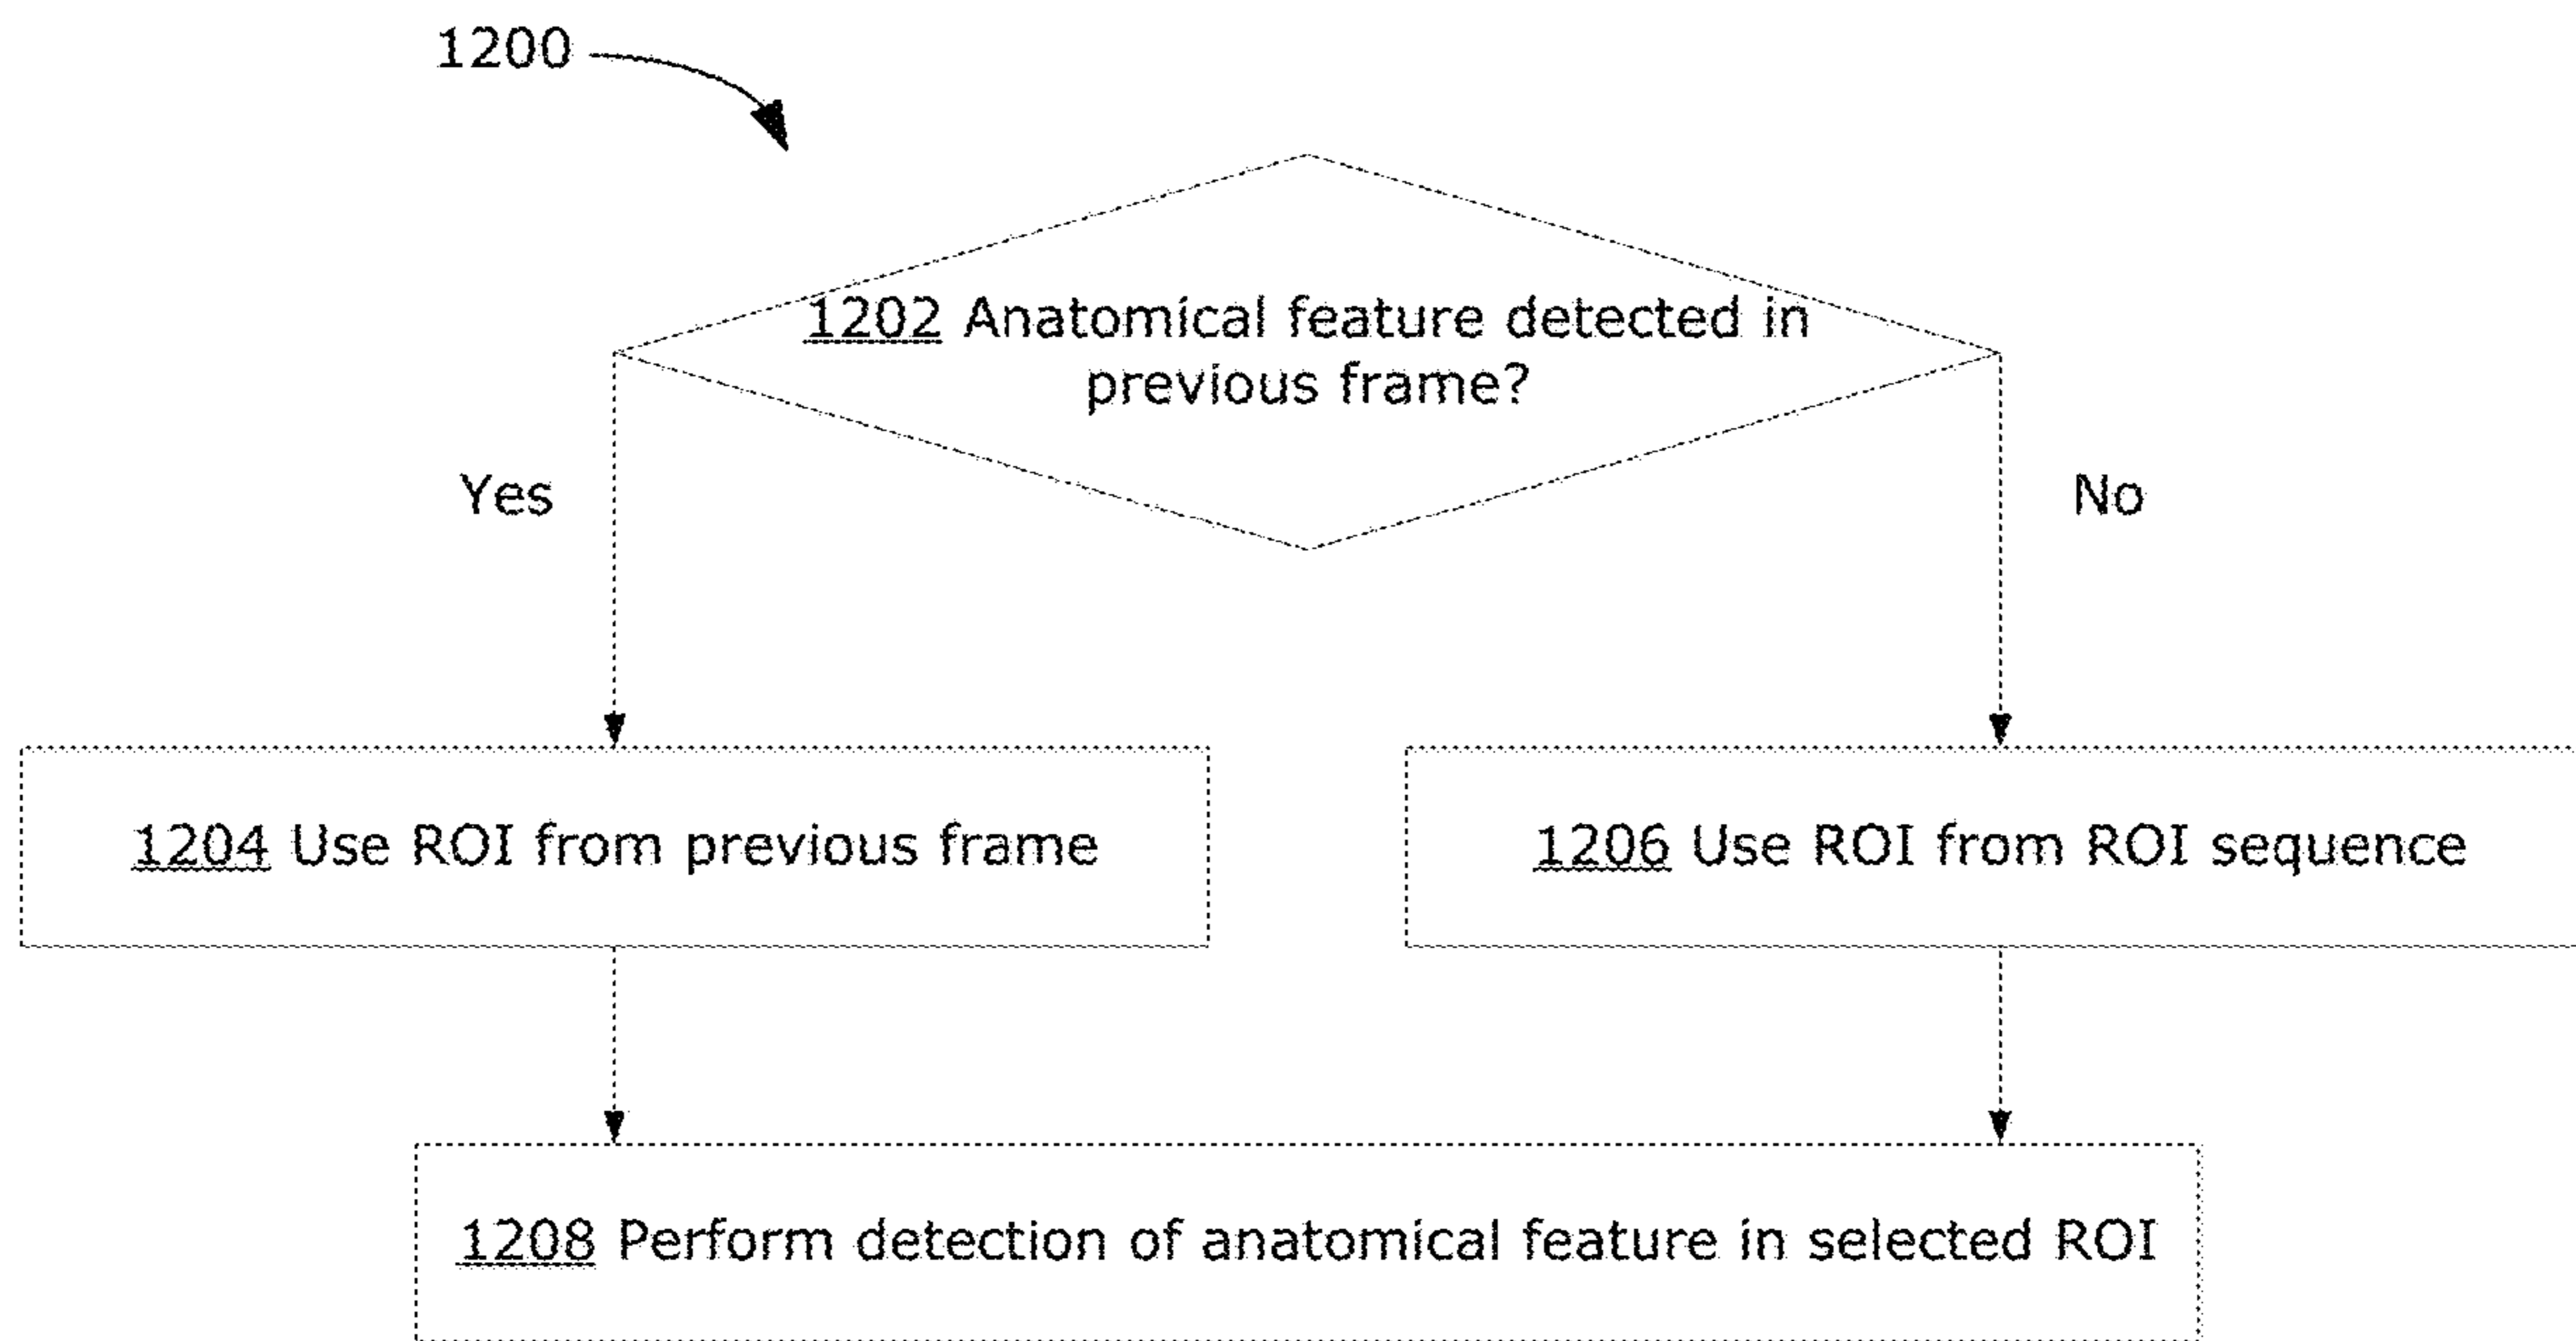 1200
1202 Anatomical feature detected in
previous frame?
Yes
No
1204 Use ROI from previous frame
1206 Use ROI from ROI sequence
1208 Perform detection of anatomical feature in selected ROI